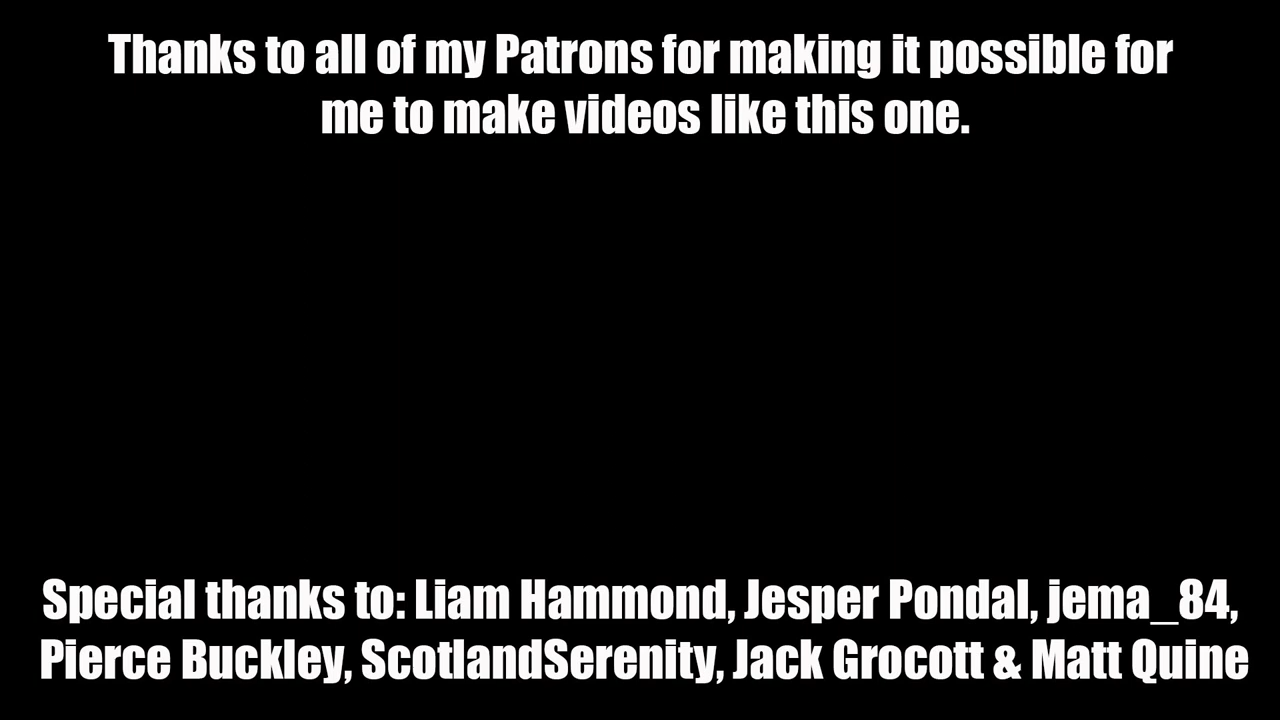 Thanks to all of my Patrons for making it possible for
me to make videos like this one.
Special thanks to: Liam Hammond, Jesper Pondal, jema_84,
Pierce Buckley, ScotlandSerenity, Jack Grocott & Matt Quine